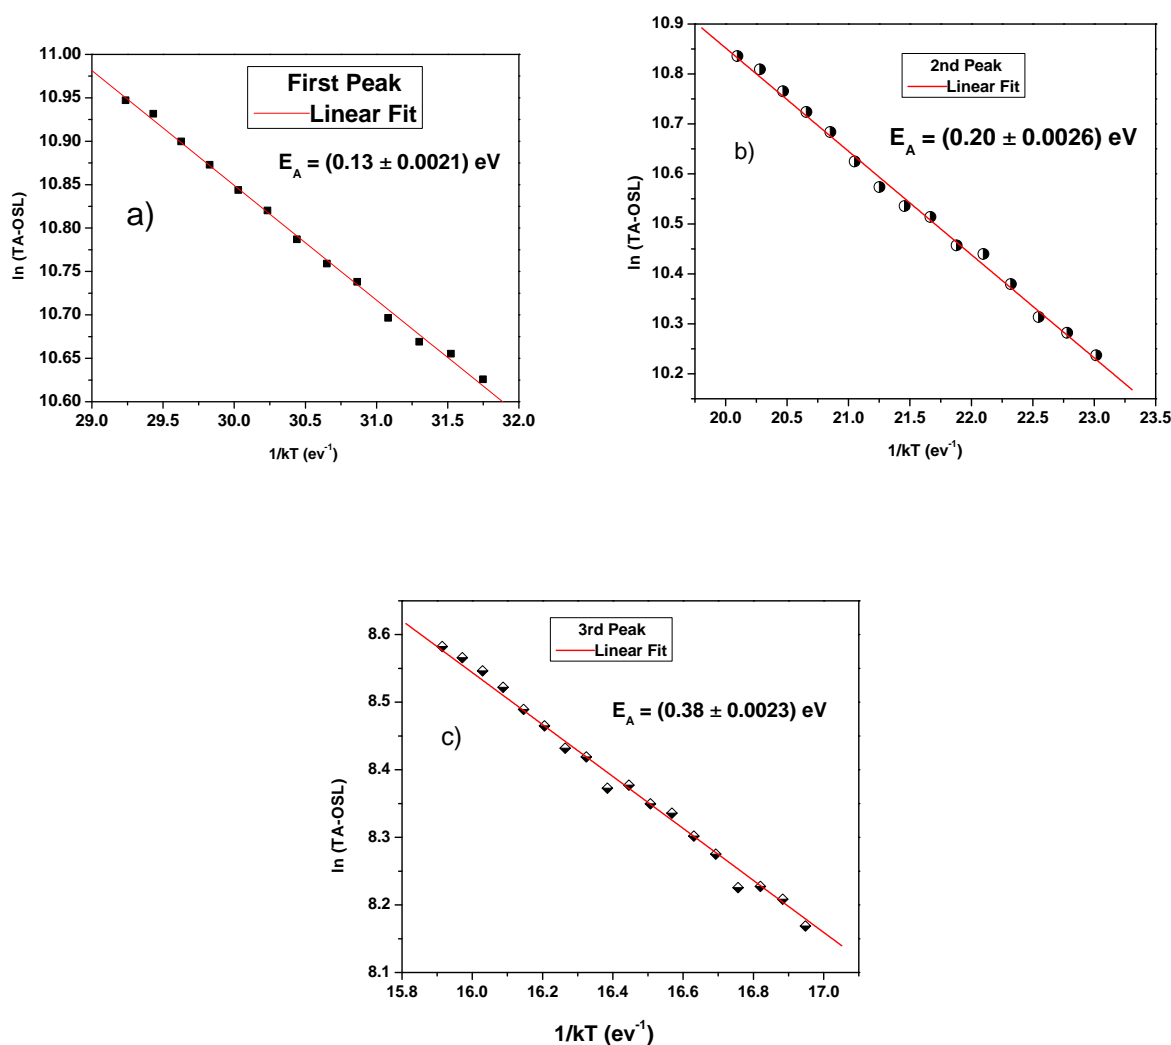 11.00
10.95
10.90
10.85
10.80
10.75
10.70
10.65
10.60
ln (TA-OSL)
First Peak
Linear Fit
E_A = (0.13 ± 0.0021) eV
a)
29.0 29.5 30.0 30.5 31.0 31.5 32.0
1/kT (ev⁻¹)
10.9
10.8
10.7
10.6
10.5
10.4
10.3
10.2
ln (TA-OSL)
2nd Peak
Linear Fit
E_A = (0.20 ± 0.0026) eV
b)
20.0 20.5 21.0 21.5 22.0 22.5 23.0 23.5
1/kT (ev⁻¹)
8.6
8.5
8.4
8.3
8.2
8.1
ln (TA-OSL)
3rd Peak
Linear Fit
E_A = (0.38 ± 0.0023) eV
c)
15.8 16.0 16.2 16.4 16.6 16.8 17.0
1/kT (ev⁻¹)